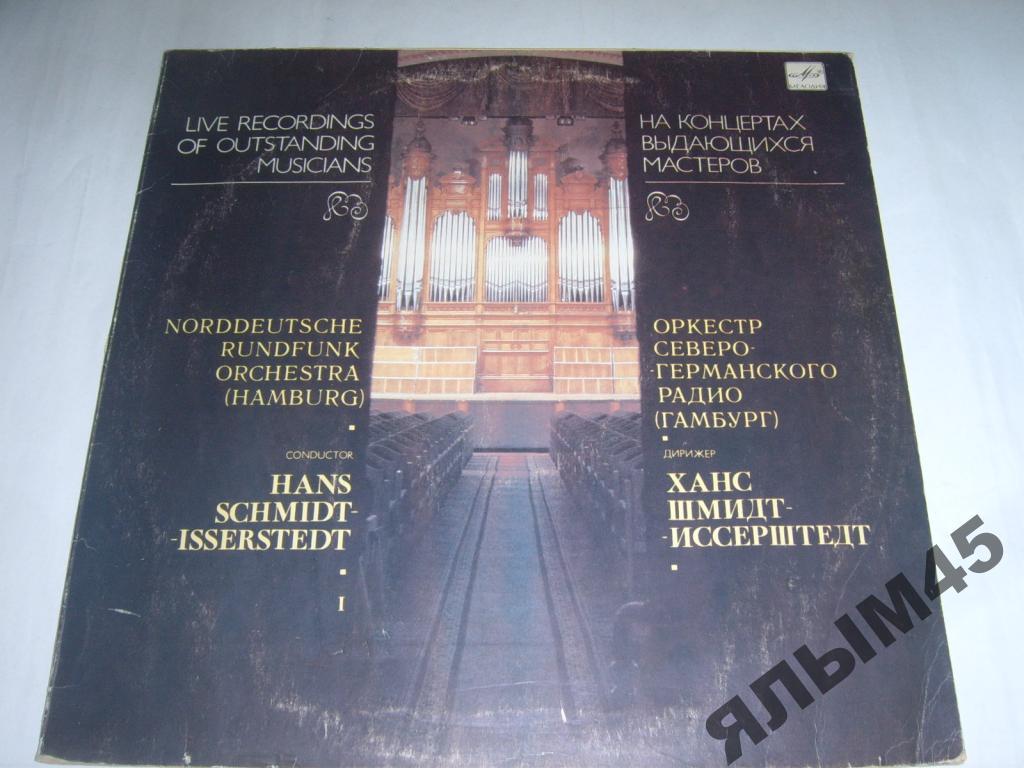 LIVE RECORDINGS
OF OUTSTANDING
MUSICIANS
NORDDEUTSCHE
RUNDFUNK
ORCHESTRA
(HAMBURG)
CONDUCTOR
HANS
SCHMIDT-
-ISSERSTEDT
I
МЕЛОДИЯ
НА КОНЦЕРТАХ
ВЫДАЮЩИХСЯ
МАСТЕРОВ
ОРКЕСТР
СЕВЕРО-
-ГЕРМАНСКОГО
РАДИО
(ГАМБУРГ)
ДИРИЖЕР
ХАНС
ШМИДТ-
-ИССЕРШТЕДТ
ЯЛЫМ45